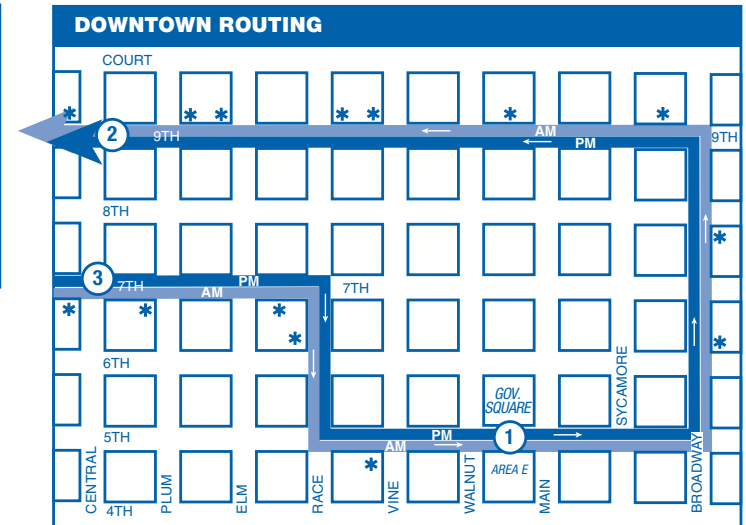 DOWNTOWN ROUTING
COURT
* * * * * * *
AM
2 9TH 9TH
PM
8TH
*
3 PM
7TH AM 7TH
* * * *
*
6TH
SYCAMORE
GOV.
SQUARE
5TH PM 1
AM
*
AREA E
CENTRAL
PLUM
ELM
RACE
VINE
WALNUT
MAIN
BROADWAY
4TH